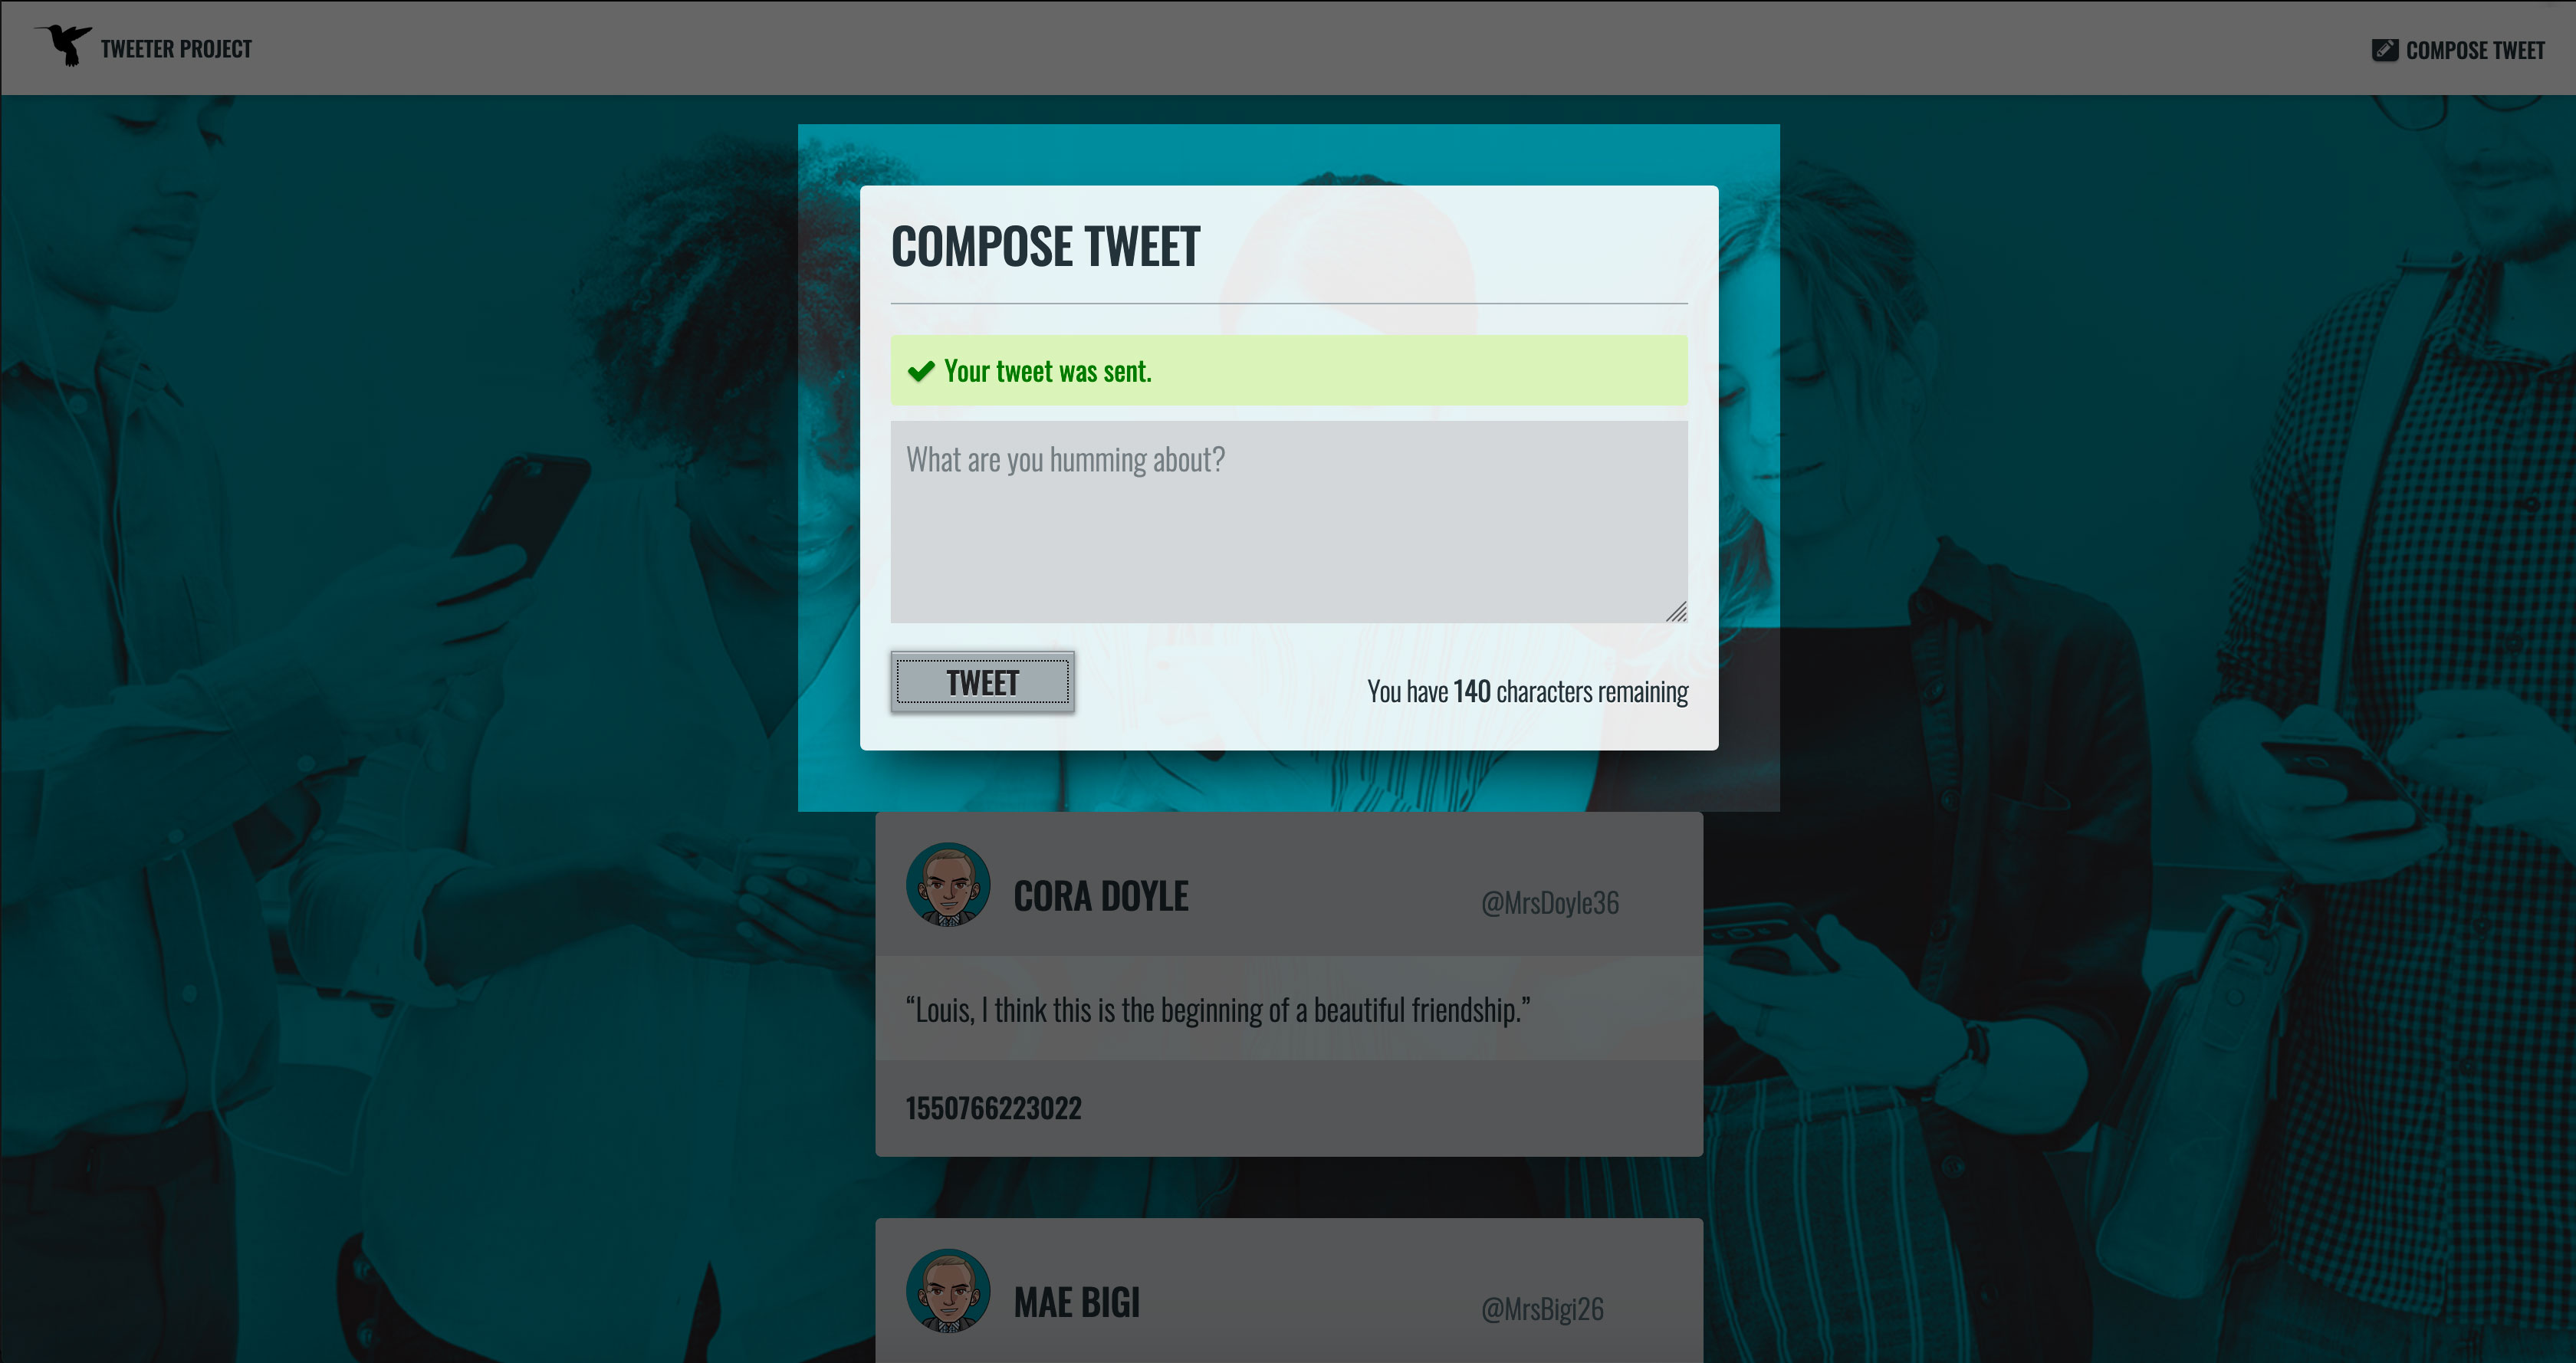 TWEETER PROJECT
COMPOSE TWEET
COMPOSE TWEET
Your tweet was sent.
What are you humming about?
TWEET
You have 140 characters remaining
CORA DOYLE
@MrsDoyle36
“Louis, I think this is the beginning of a beautiful friendship.”
1550766223022
MAE BIGI
@MrsBigi26